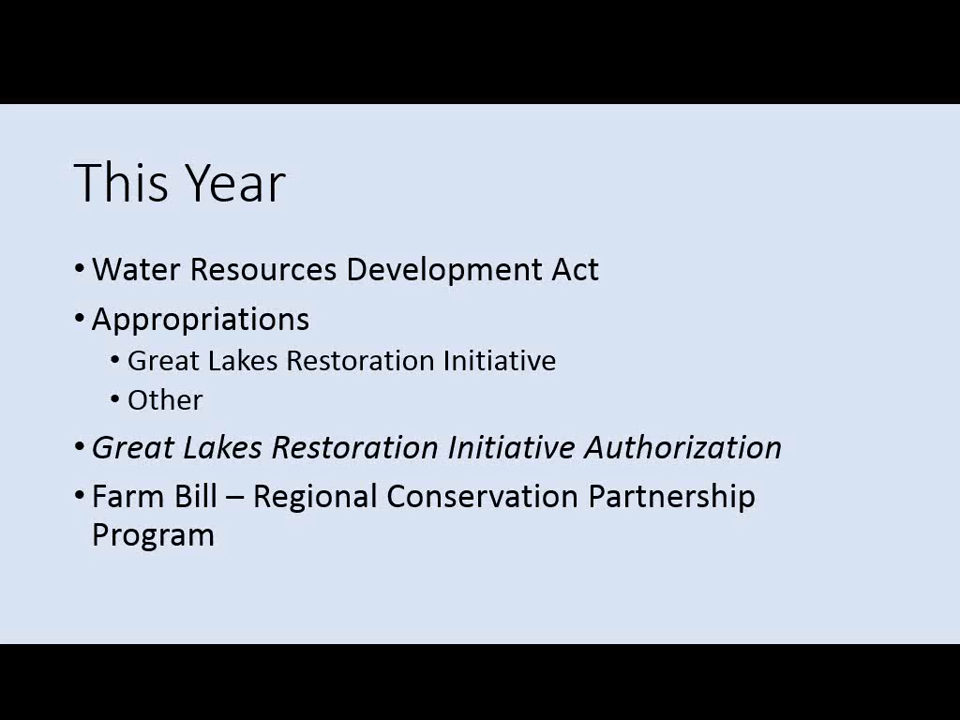 This Year
• Water Resources Development Act
• Appropriations
• Great Lakes Restoration Initiative
• Other
• Great Lakes Restoration Initiative Authorization
• Farm Bill – Regional Conservation Partnership
Program